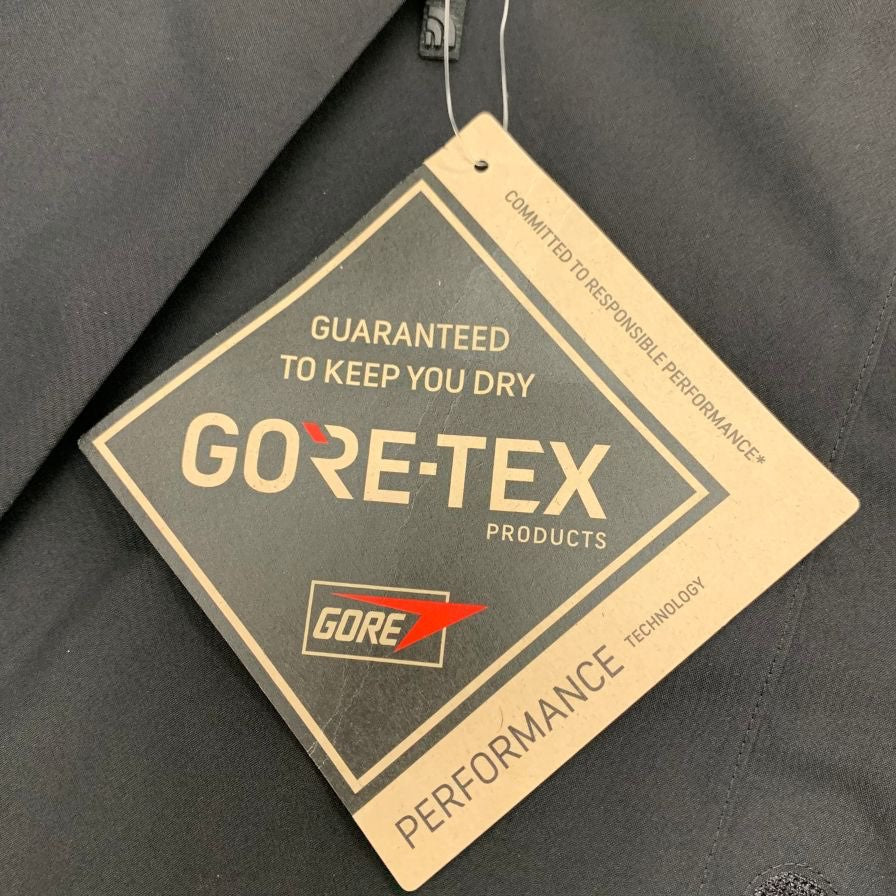 COMMITTED TO RESPONSIBLE PERFORMANCE*
GUARANTEED
TO KEEP YOU DRY
GORE-TEX
PRODUCTS
GORE
PERFORMANCE TECHNOLOGY